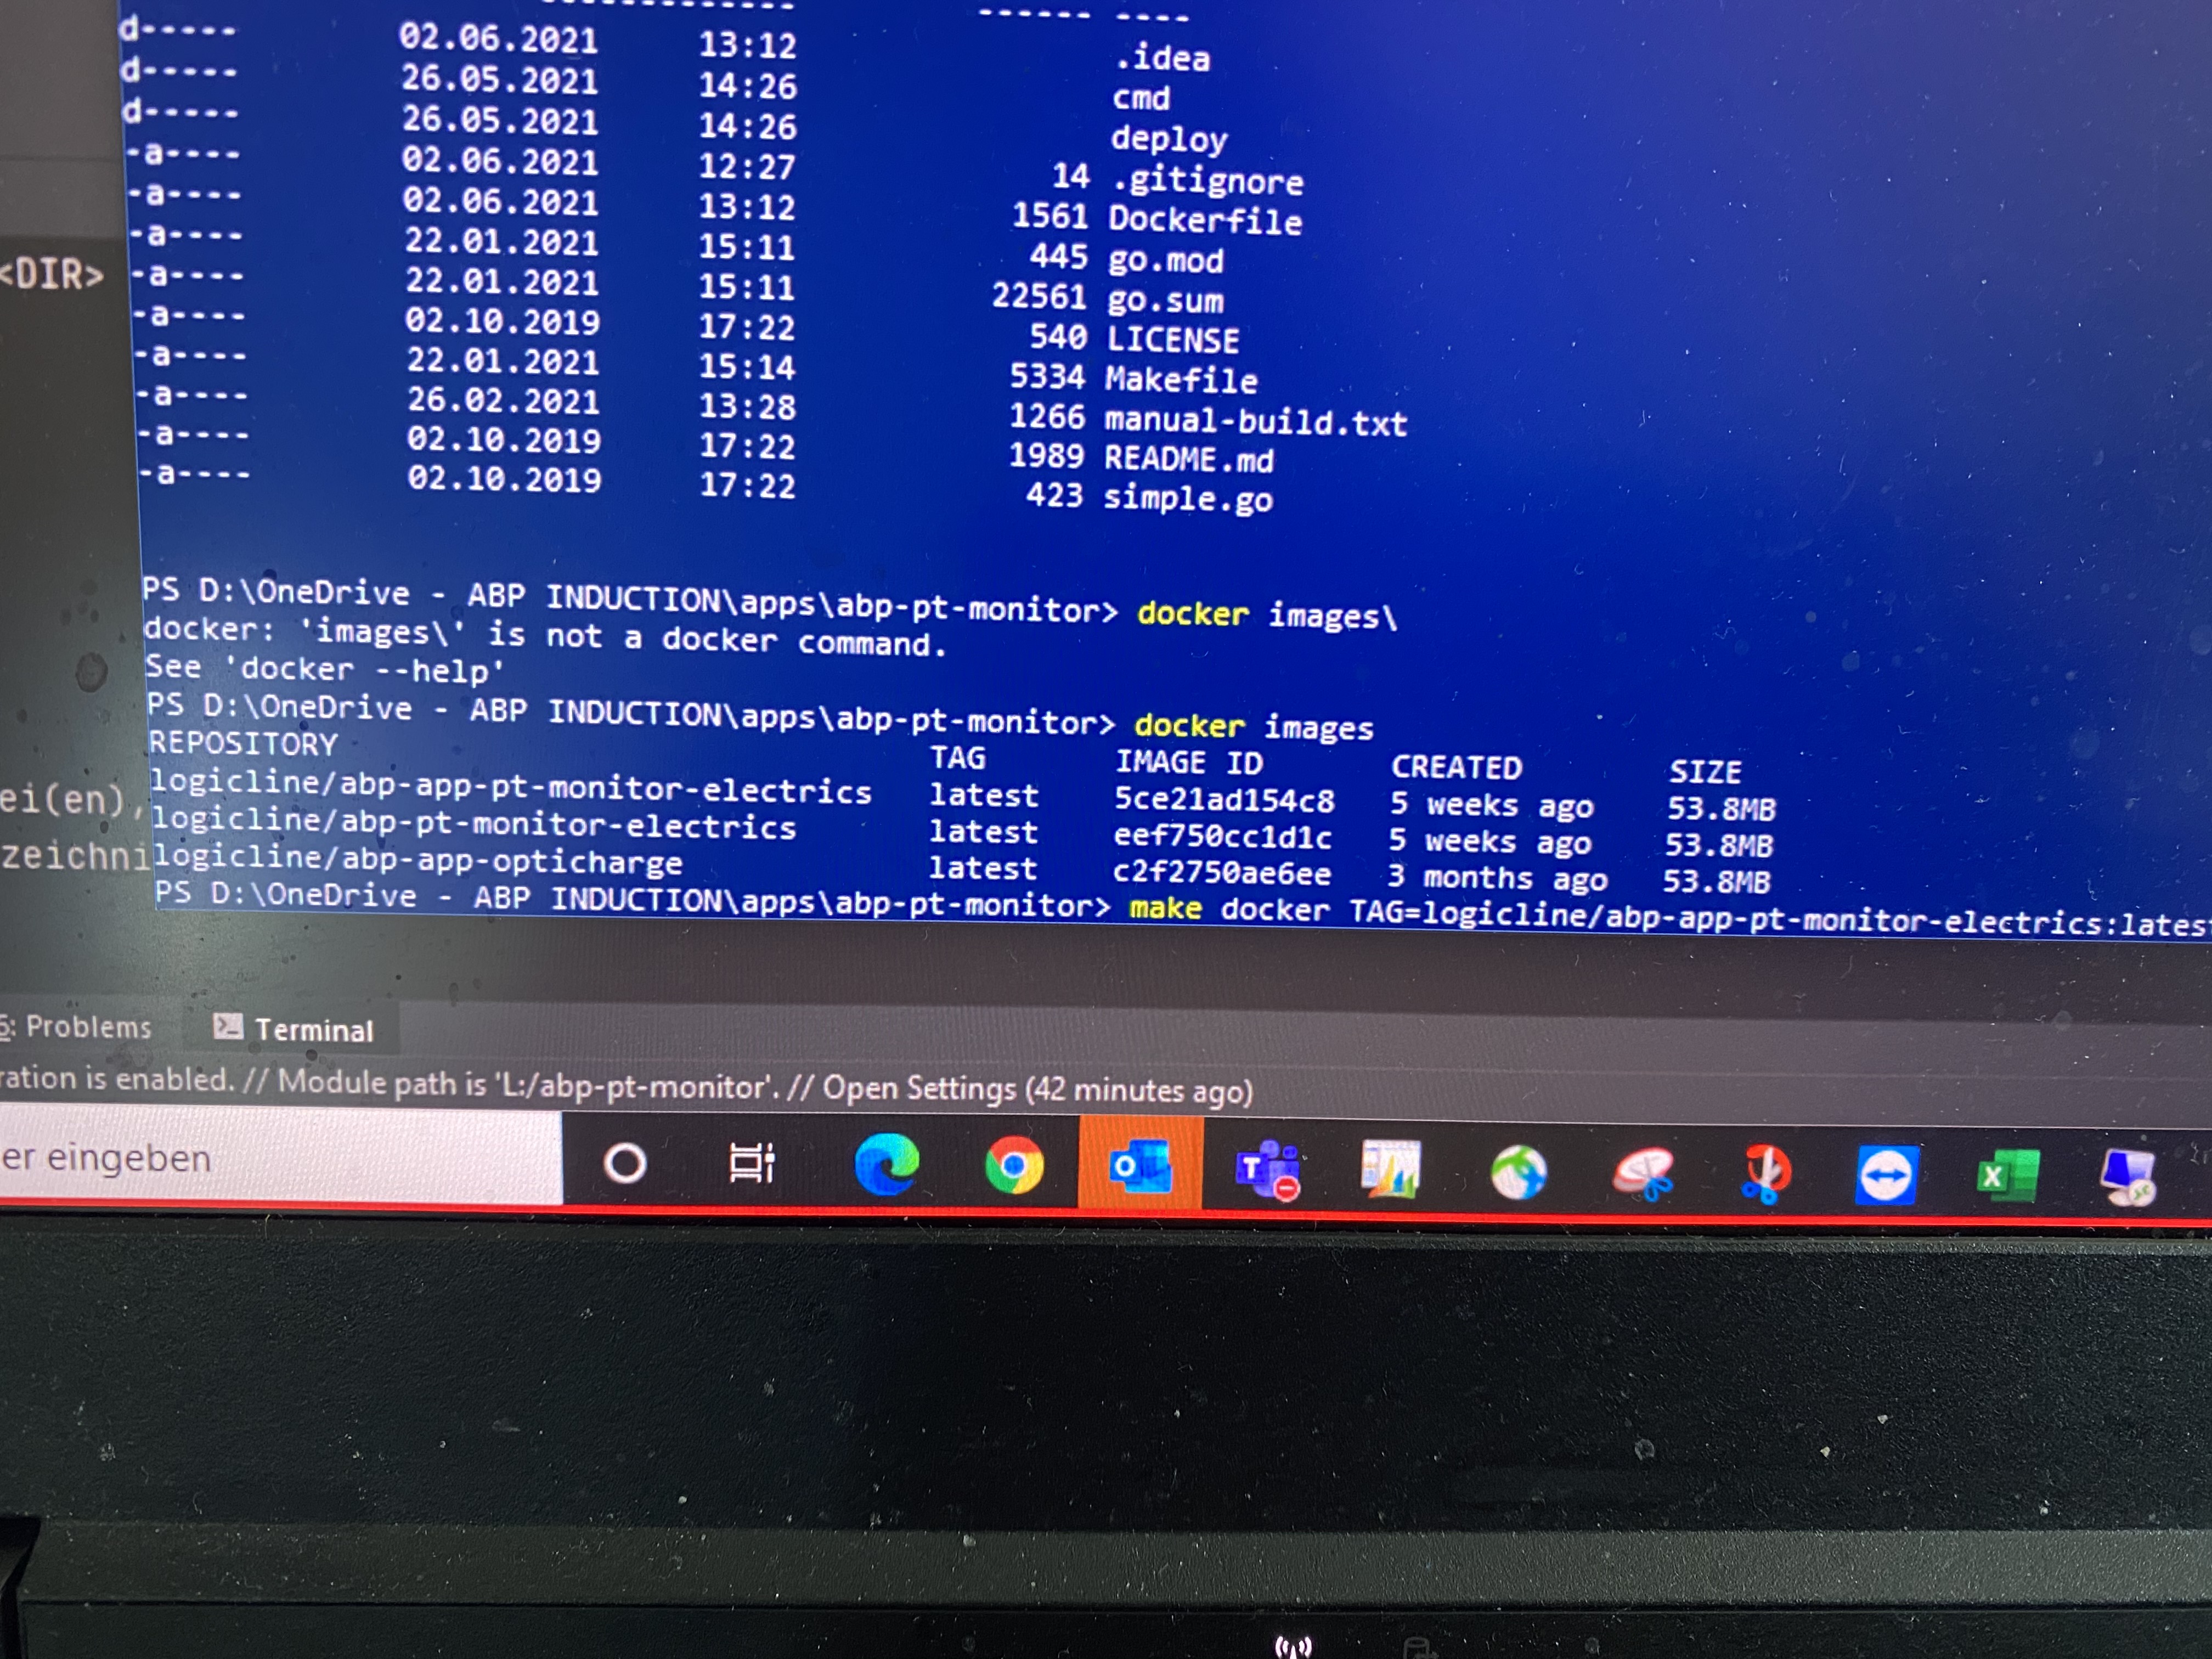 d----- 02.06.2021 13:12 .idea
d----- 26.05.2021 14:26 cmd
d----- 26.05.2021 14:26 deploy
-a---- 02.06.2021 12:27 14 .gitignore
-a---- 02.06.2021 13:12 1561 Dockerfile
-a---- 22.01.2021 15:11 445 go.mod
-a---- 22.01.2021 15:11 22561 go.sum
-a---- 02.10.2019 17:22 540 LICENSE
-a---- 22.01.2021 15:14 5334 Makefile
-a---- 26.02.2021 13:28 1266 manual-build.txt
-a---- 02.10.2019 17:22 1989 README.md
-a---- 02.10.2019 17:22 423 simple.go
<DIR>
PS D:\OneDrive - ABP INDUCTION\apps\abp-pt-monitor> docker images\
docker: 'images\' is not a docker command.
See 'docker --help'
PS D:\OneDrive - ABP INDUCTION\apps\abp-pt-monitor> docker images
REPOSITORY TAG IMAGE ID CREATED SIZE
logicline/abp-app-pt-monitor-electrics latest 5ce21ad154c8 5 weeks ago 53.8MB
logicline/abp-pt-monitor-electrics latest eef750cc1d1c 5 weeks ago 53.8MB
logicline/abp-app-opticharge latest c2f2750ae6ee 3 months ago 53.8MB
PS D:\OneDrive - ABP INDUCTION\apps\abp-pt-monitor> make docker TAG=logicline/abp-app-pt-monitor-electrics:latest
ei(en),
zeichni
: Problems Terminal
ration is enabled. // Module path is 'L:/abp-pt-monitor'. // Open Settings (42 minutes ago)
er eingeben